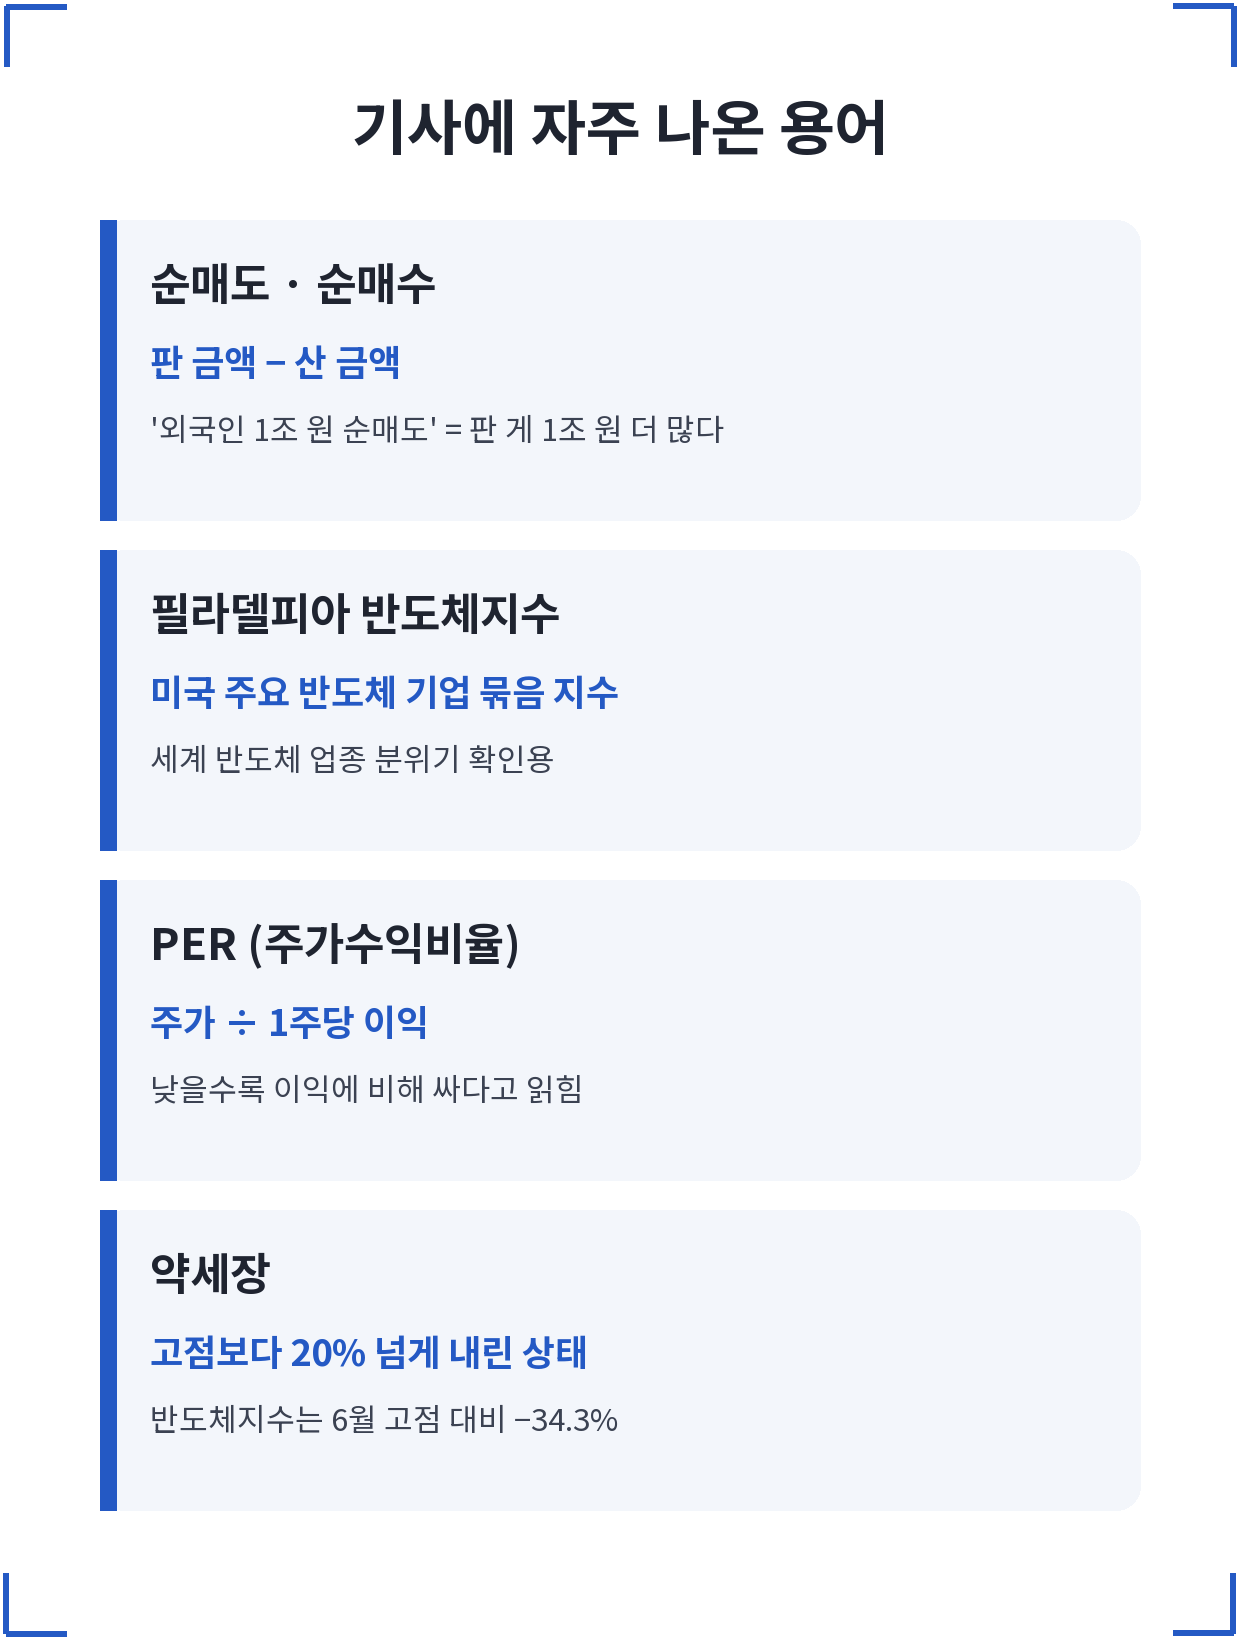 기사에 자주 나온 용어
순매도 · 순매수
판 금액 – 산 금액
'외국인 1조 원 순매도' = 판 게 1조 원 더 많다
필라델피아 반도체지수
미국 주요 반도체 기업 묶음 지수
세계 반도체 업종 분위기 확인용
PER (주가수익비율)
주가 ÷ 1주당 이익
낮을수록 이익에 비해 싸다고 읽힘
약세장
고점보다 20% 넘게 내린 상태
반도체지수는 6월 고점 대비 −34.3%